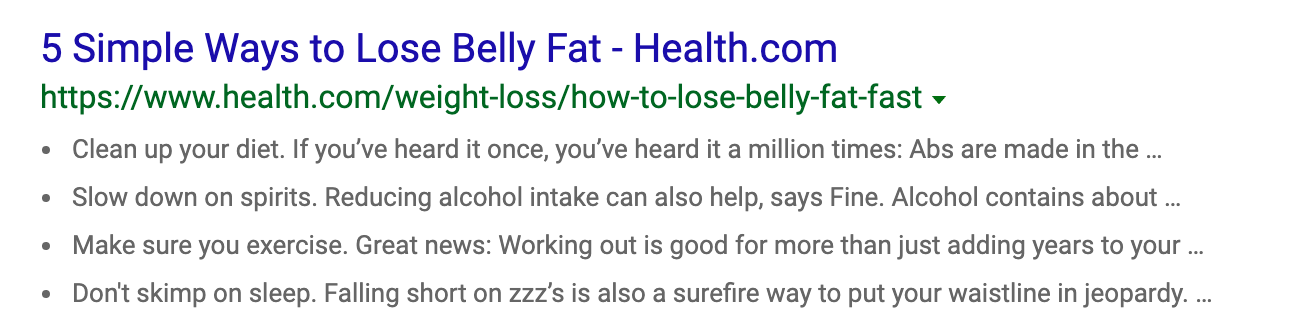 5 Simple Ways to Lose Belly Fat - Health.com
https://www.health.com/weight-loss/how-to-lose-belly-fat-fast
• Clean up your diet. If you’ve heard it once, you’ve heard it a million times: Abs are made in the ...
• Slow down on spirits. Reducing alcohol intake can also help, says Fine. Alcohol contains about ...
• Make sure you exercise. Great news: Working out is good for more than just adding years to your ...
• Don't skimp on sleep. Falling short on zzz’s is also a surefire way to put your waistline in jeopardy. ...